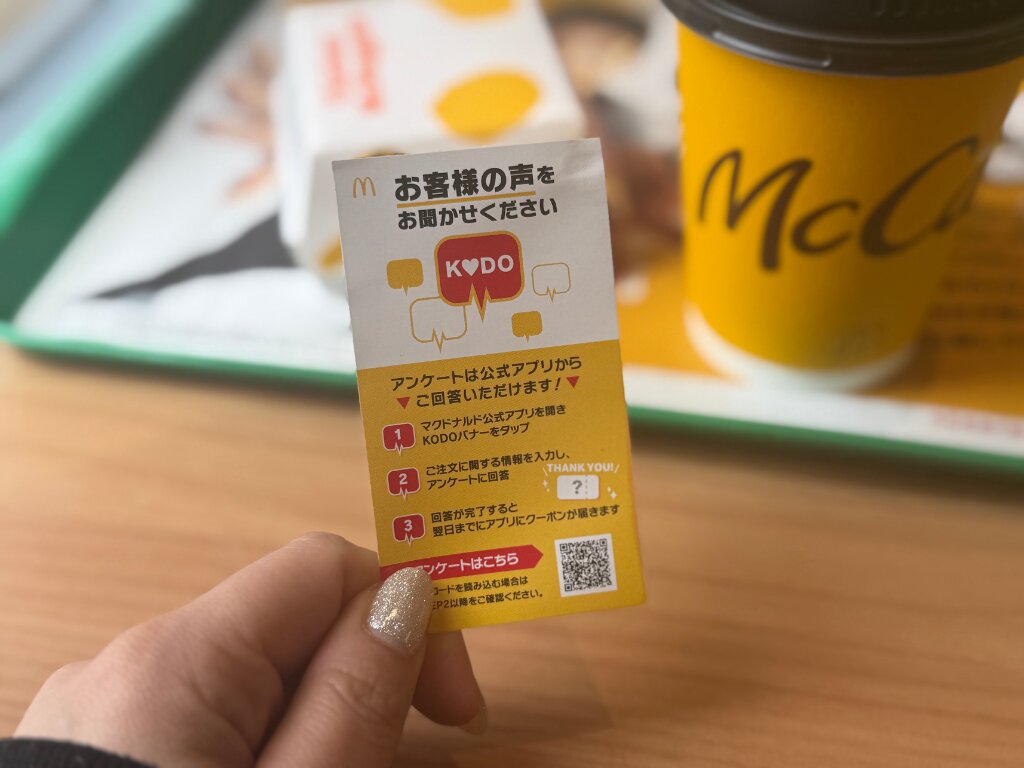 お客様の声を
お聞かせください
K♥DO
アンケートは公式アプリから
▼ご回答いただけます!▼
1 マクドナルド公式アプリを開き
KODOバナーをタップ
2 ご注文に関する情報を入力し、
アンケートに回答
THANK YOU!
?
3 回答が完了すると
翌日までにアプリにクーポンが届きます
アンケートはこちら
コードを読み込む場合は
EP2以降をご確認ください。
McC